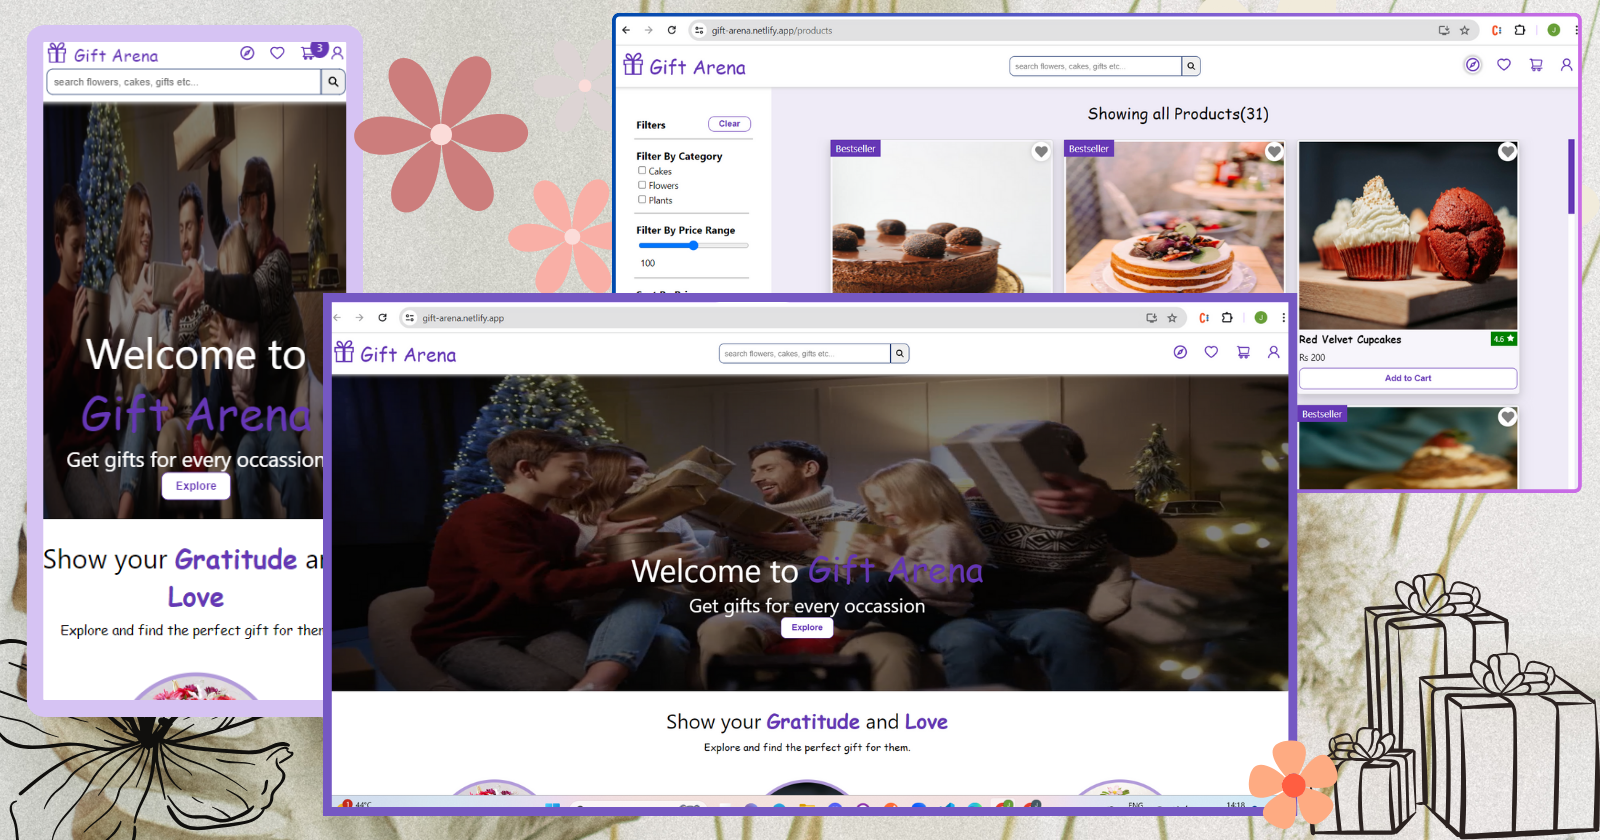 Gift Arena
3
search flowers, cakes, gifts etc...
Welcome to
Gift Arena
Get gifts for every occassion
Explore
Show your Gratitude
Love
Explore and find the perfect gift for
gift-arena.netlify.app/products
J
Gift Arena
search flowers, cakes, gifts etc...
Showing all Products(31)
Filters
Clear
Filter By Category
Cakes
Flowers
Plants
Filter By Price Range
100
Bestseller
Bestseller
Red Velvet Cupcakes
4.6
Rs 200
Add to Cart
Bestseller
gift-arena.netlify.app
J
Gift Arena
search flowers, cakes, gifts etc...
Welcome to Gift Arena
Get gifts for every occassion
Explore
Show your Gratitude and Love
Explore and find the perfect gift for them.
1
44°C
ENG
14:18